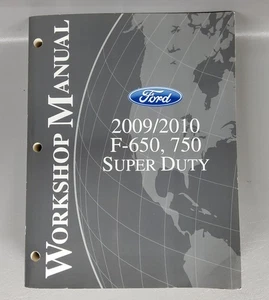 WORKSHOP MANUAL
Ford
2009/2010
F-650, 750
SUPER DUTY